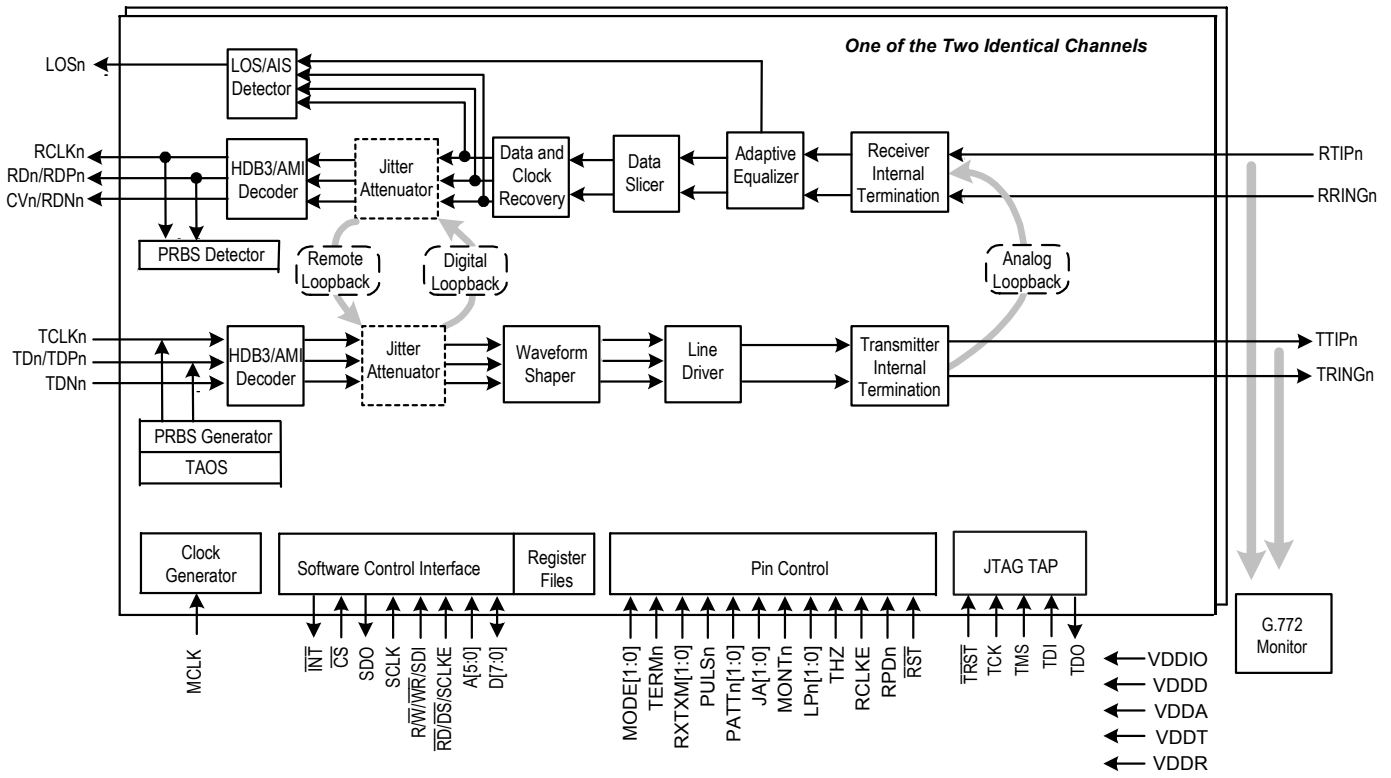 One of the Two Identical Channels
LOSn
LOS/AIS
Detector
RCLKn
RDn/RDPn
CVn/RDNn
HDB3/AMI
Decoder
Jitter
Attenuator
Data and
Clock
Recovery
Data
Slicer
Adaptive
Equalizer
Receiver
Internal
Termination
RTIPn
RRINGn
PRBS Detector
Remote
Loopback
Digital
Loopback
Analog
Loopback
TCLKn
TDn/TDPn
TDNn
HDB3/AMI
Decoder
Jitter
Attenuator
Waveform
Shaper
Line
Driver
Transmitter
Internal
Termination
TTIPn
TRINGn
PRBS Generator
TAOS
Clock
Generator
Software Control Interface
Register
Files
Pin Control
JTAG TAP
G.772
Monitor
MCLK
INT
CS
SDO
SCLK
R/W/WR/SDI
RD/DS/SCLKE
A[5:0]
D[7:0]
MODE[1:0]
TERMn
RXTXM[1:0]
PULSn
PATTn[1:0]
JA[1:0]
MONTn
LPn[1:0]
THZ
RCLKE
RPDn
RST
TRST
TCK
TMS
TDI
TDO
VDDIO
VDDD
VDDA
VDDT
VDDR